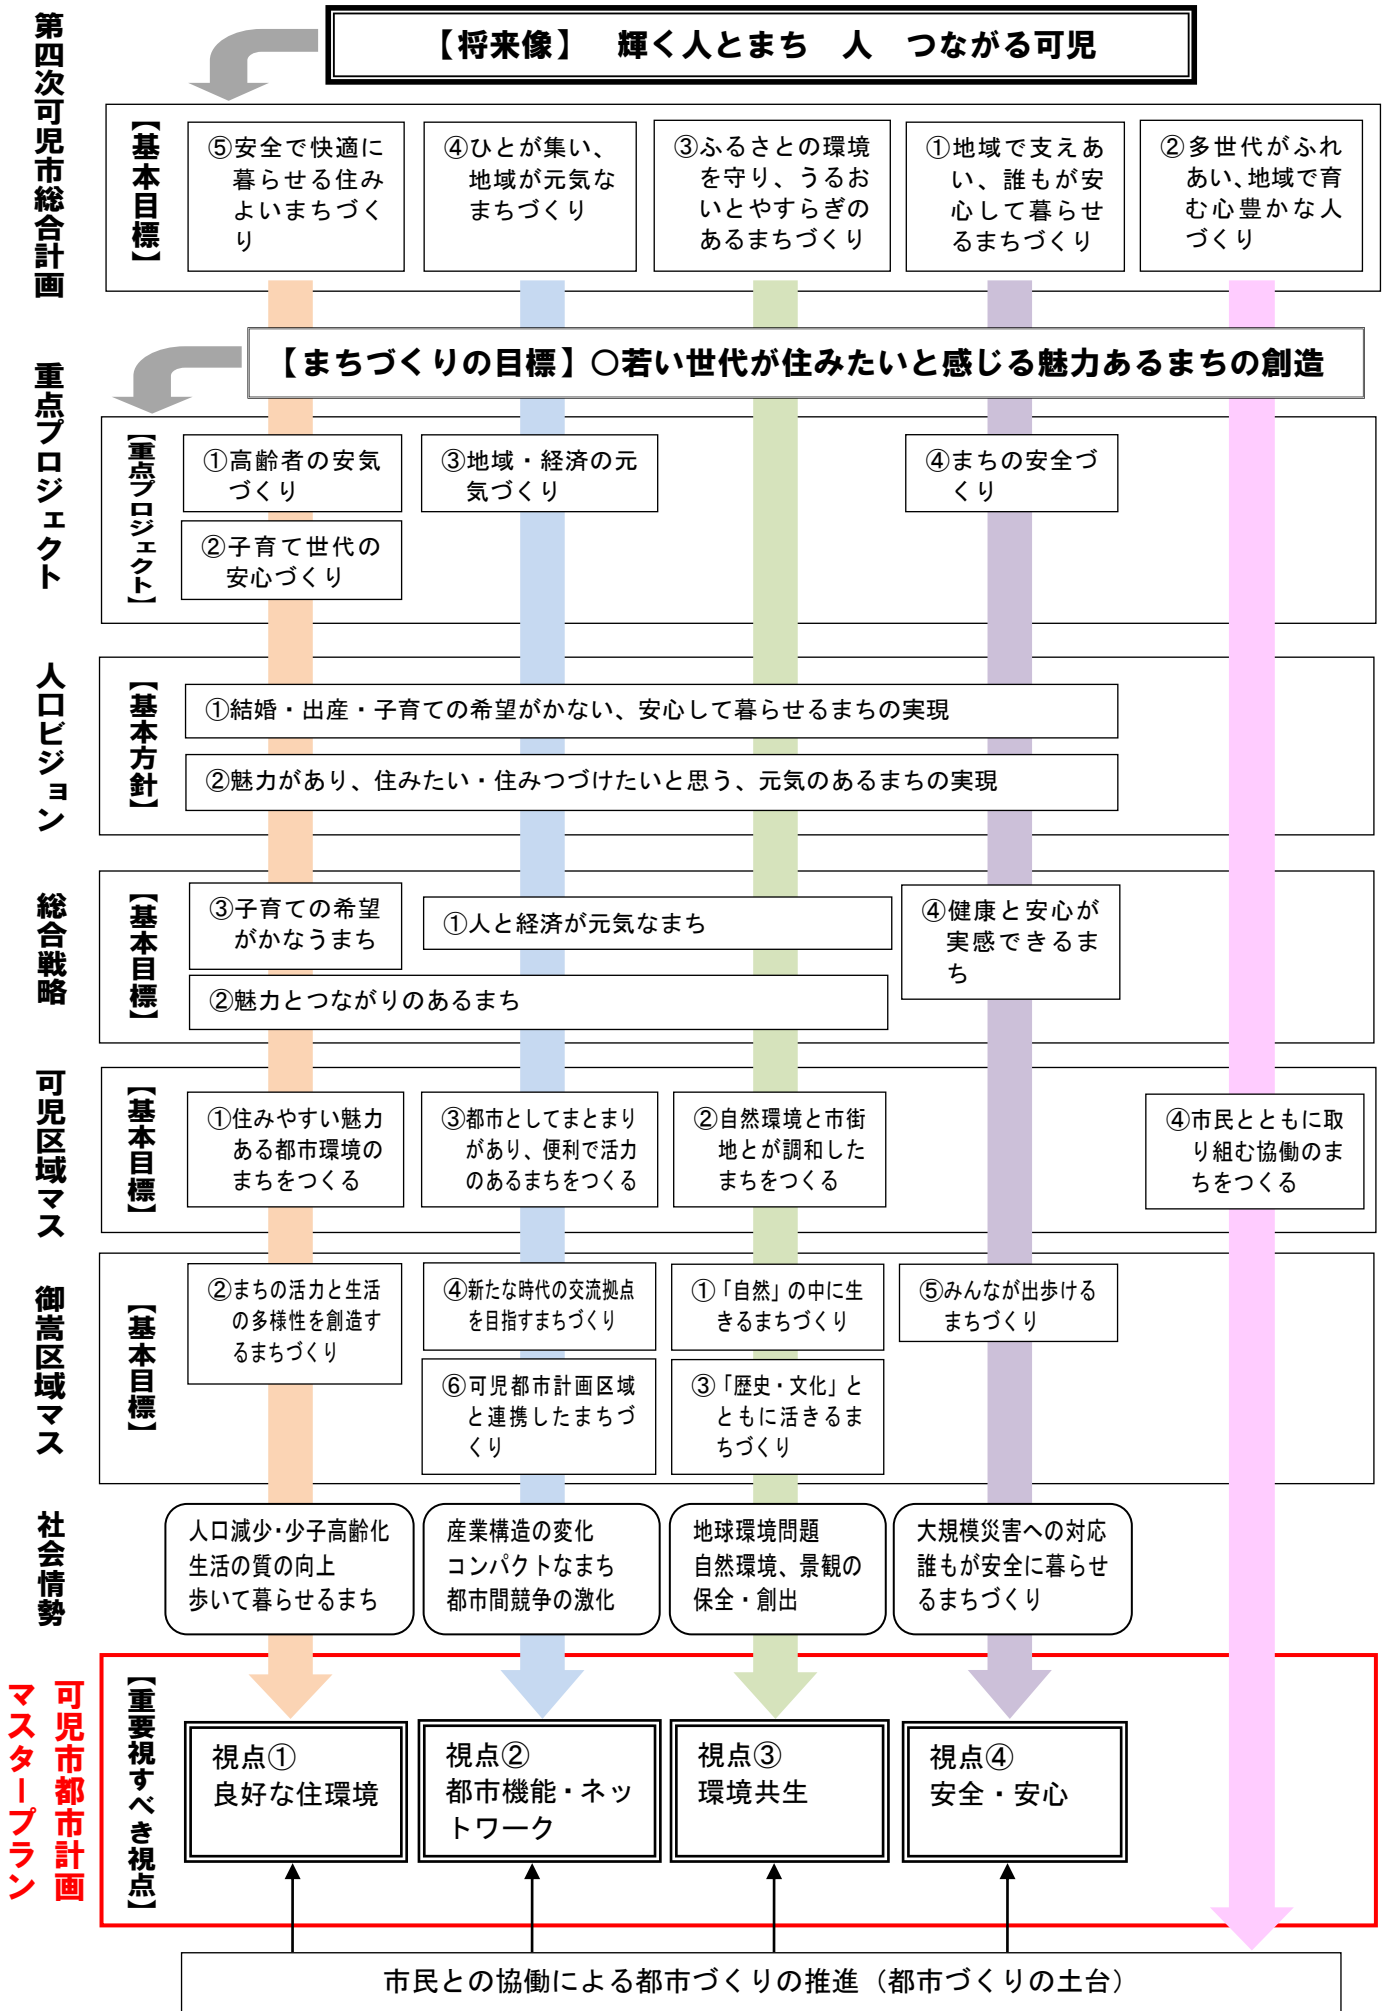 第四次可児市総合計画
【将来像】　輝く人とまち　人　つながる可児
【基本目標】
⑤安全で快適に
暮らせる住み
よいまちづく
り
④ひとが集い、
地域が元気な
まちづくり
③ふるさとの環境
を守り、うるお
いとやすらぎの
あるまちづくり
①地域で支えあ
い、誰もが安
心して暮らせ
るまちづくり
②多世代がふれ
あい、地域で育
む心豊かな人
づくり
重点プロジェクト
【まちづくりの目標】○若い世代が住みたいと感じる魅力あるまちの創造
【重点プロジェクト】
①高齢者の安気
づくり
②子育て世代の
安心づくり
③地域・経済の元
気づくり
④まちの安全づ
くり
人口ビジョン
【基本方針】
①結婚・出産・子育ての希望がかない、安心して暮らせるまちの実現
②魅力があり、住みたい・住みつづけたいと思う、元気のあるまちの実現
総合戦略
【基本目標】
③子育ての希望
がかなうまち
①人と経済が元気なまち
④健康と安心が
実感できるま
ち
②魅力とつながりのあるまち
可児区域マス
【基本目標】
①住みやすい魅力
ある都市環境の
まちをつくる
③都市としてまとまり
があり、便利で活力
のあるまちをつくる
②自然環境と市街
地とが調和した
まちをつくる
④市民とともに取
り組む協働のま
ちをつくる
御嵩区域マス
【基本目標】
②まちの活力と生活
の多様性を創造す
るまちづくり
④新たな時代の交流拠点
を目指すまちづくり
⑥可児都市計画区域
と連携したまちづ
くり
①「自然」の中に生
きるまちづくり
③「歴史・文化」と
ともに活きるま
ちづくり
⑤みんなが出歩ける
まちづくり
社会情勢
人口減少・少子高齢化
生活の質の向上
歩いて暮らせるまち
産業構造の変化
コンパクトなまち
都市間競争の激化
地球環境問題
自然環境、景観の
保全・創出
大規模災害への対応
誰もが安全に暮らせ
るまちづくり
可児市都市計画
マスタープラン
【重要視すべき視点】
視点①
良好な住環境
視点②
都市機能・ネッ
トワーク
視点③
環境共生
視点④
安全・安心
市民との協働による都市づくりの推進（都市づくりの土台）